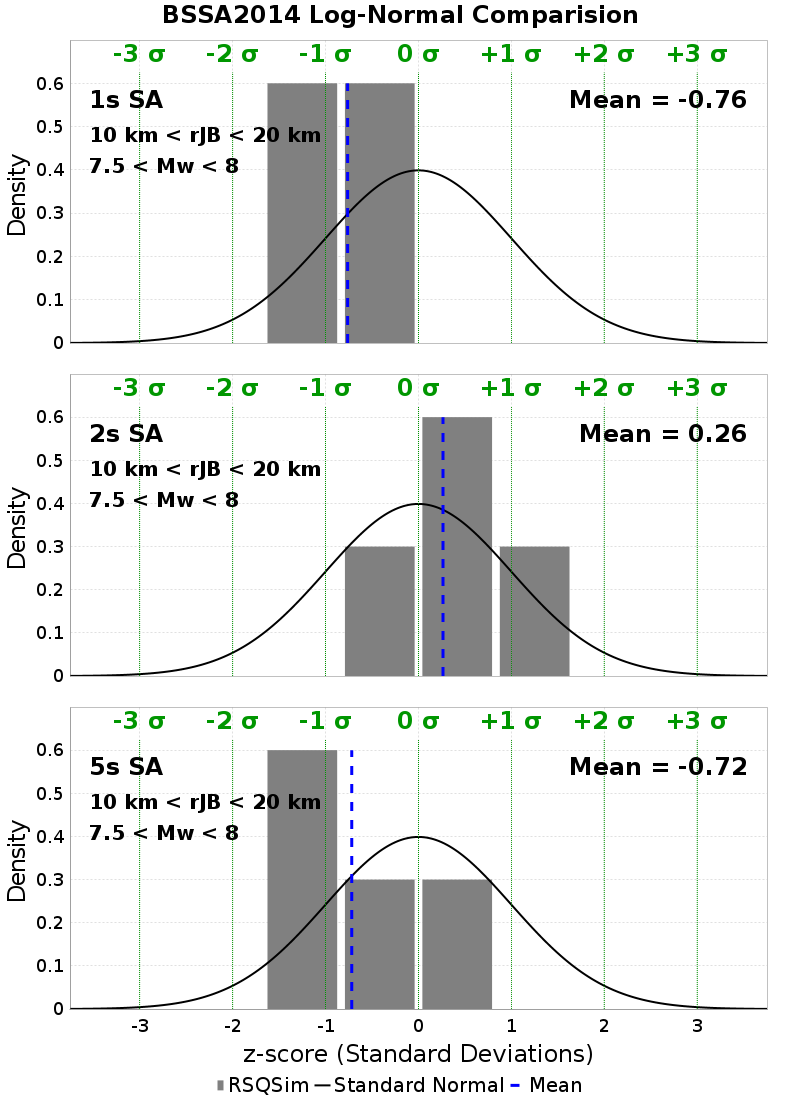 BSSA2014 Log-Normal Comparision
-3 σ -2 σ -1 σ 0 σ +1 σ +2 σ +3 σ
0.6
1s SA
Mean = -0.76
0.5
10 km < rJB < 20 km
7.5 < Mw < 8
0.4
0.3
0.2
0.1
0
Density
-3 σ -2 σ -1 σ 0 σ +1 σ +2 σ +3 σ
0.6
2s SA
Mean = 0.26
0.5
10 km < rJB < 20 km
7.5 < Mw < 8
0.4
0.3
0.2
0.1
0
Density
-3 σ -2 σ -1 σ 0 σ +1 σ +2 σ +3 σ
0.6
5s SA
Mean = -0.72
0.5
10 km < rJB < 20 km
7.5 < Mw < 8
0.4
0.3
0.2
0.1
0
Density
-3 -2 -1 0 1 2 3
z-score (Standard Deviations)
RSQSim Standard Normal Mean